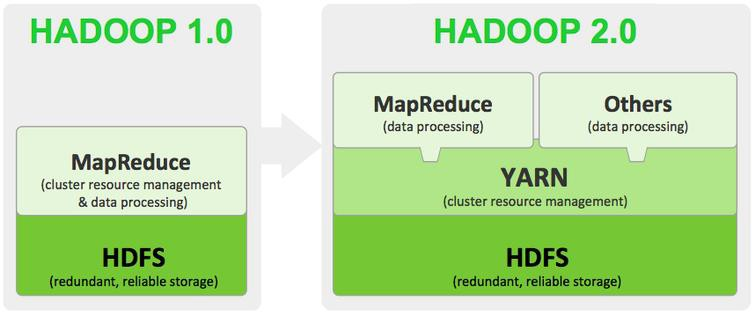 HADOOP 1.0
MapReduce
(cluster resource management
& data processing)
HDFS
(redundant, reliable storage)
HADOOP 2.0
MapReduce
(data processing)
Others
(data processing)
YARN
(cluster resource management)
HDFS
(redundant, reliable storage)